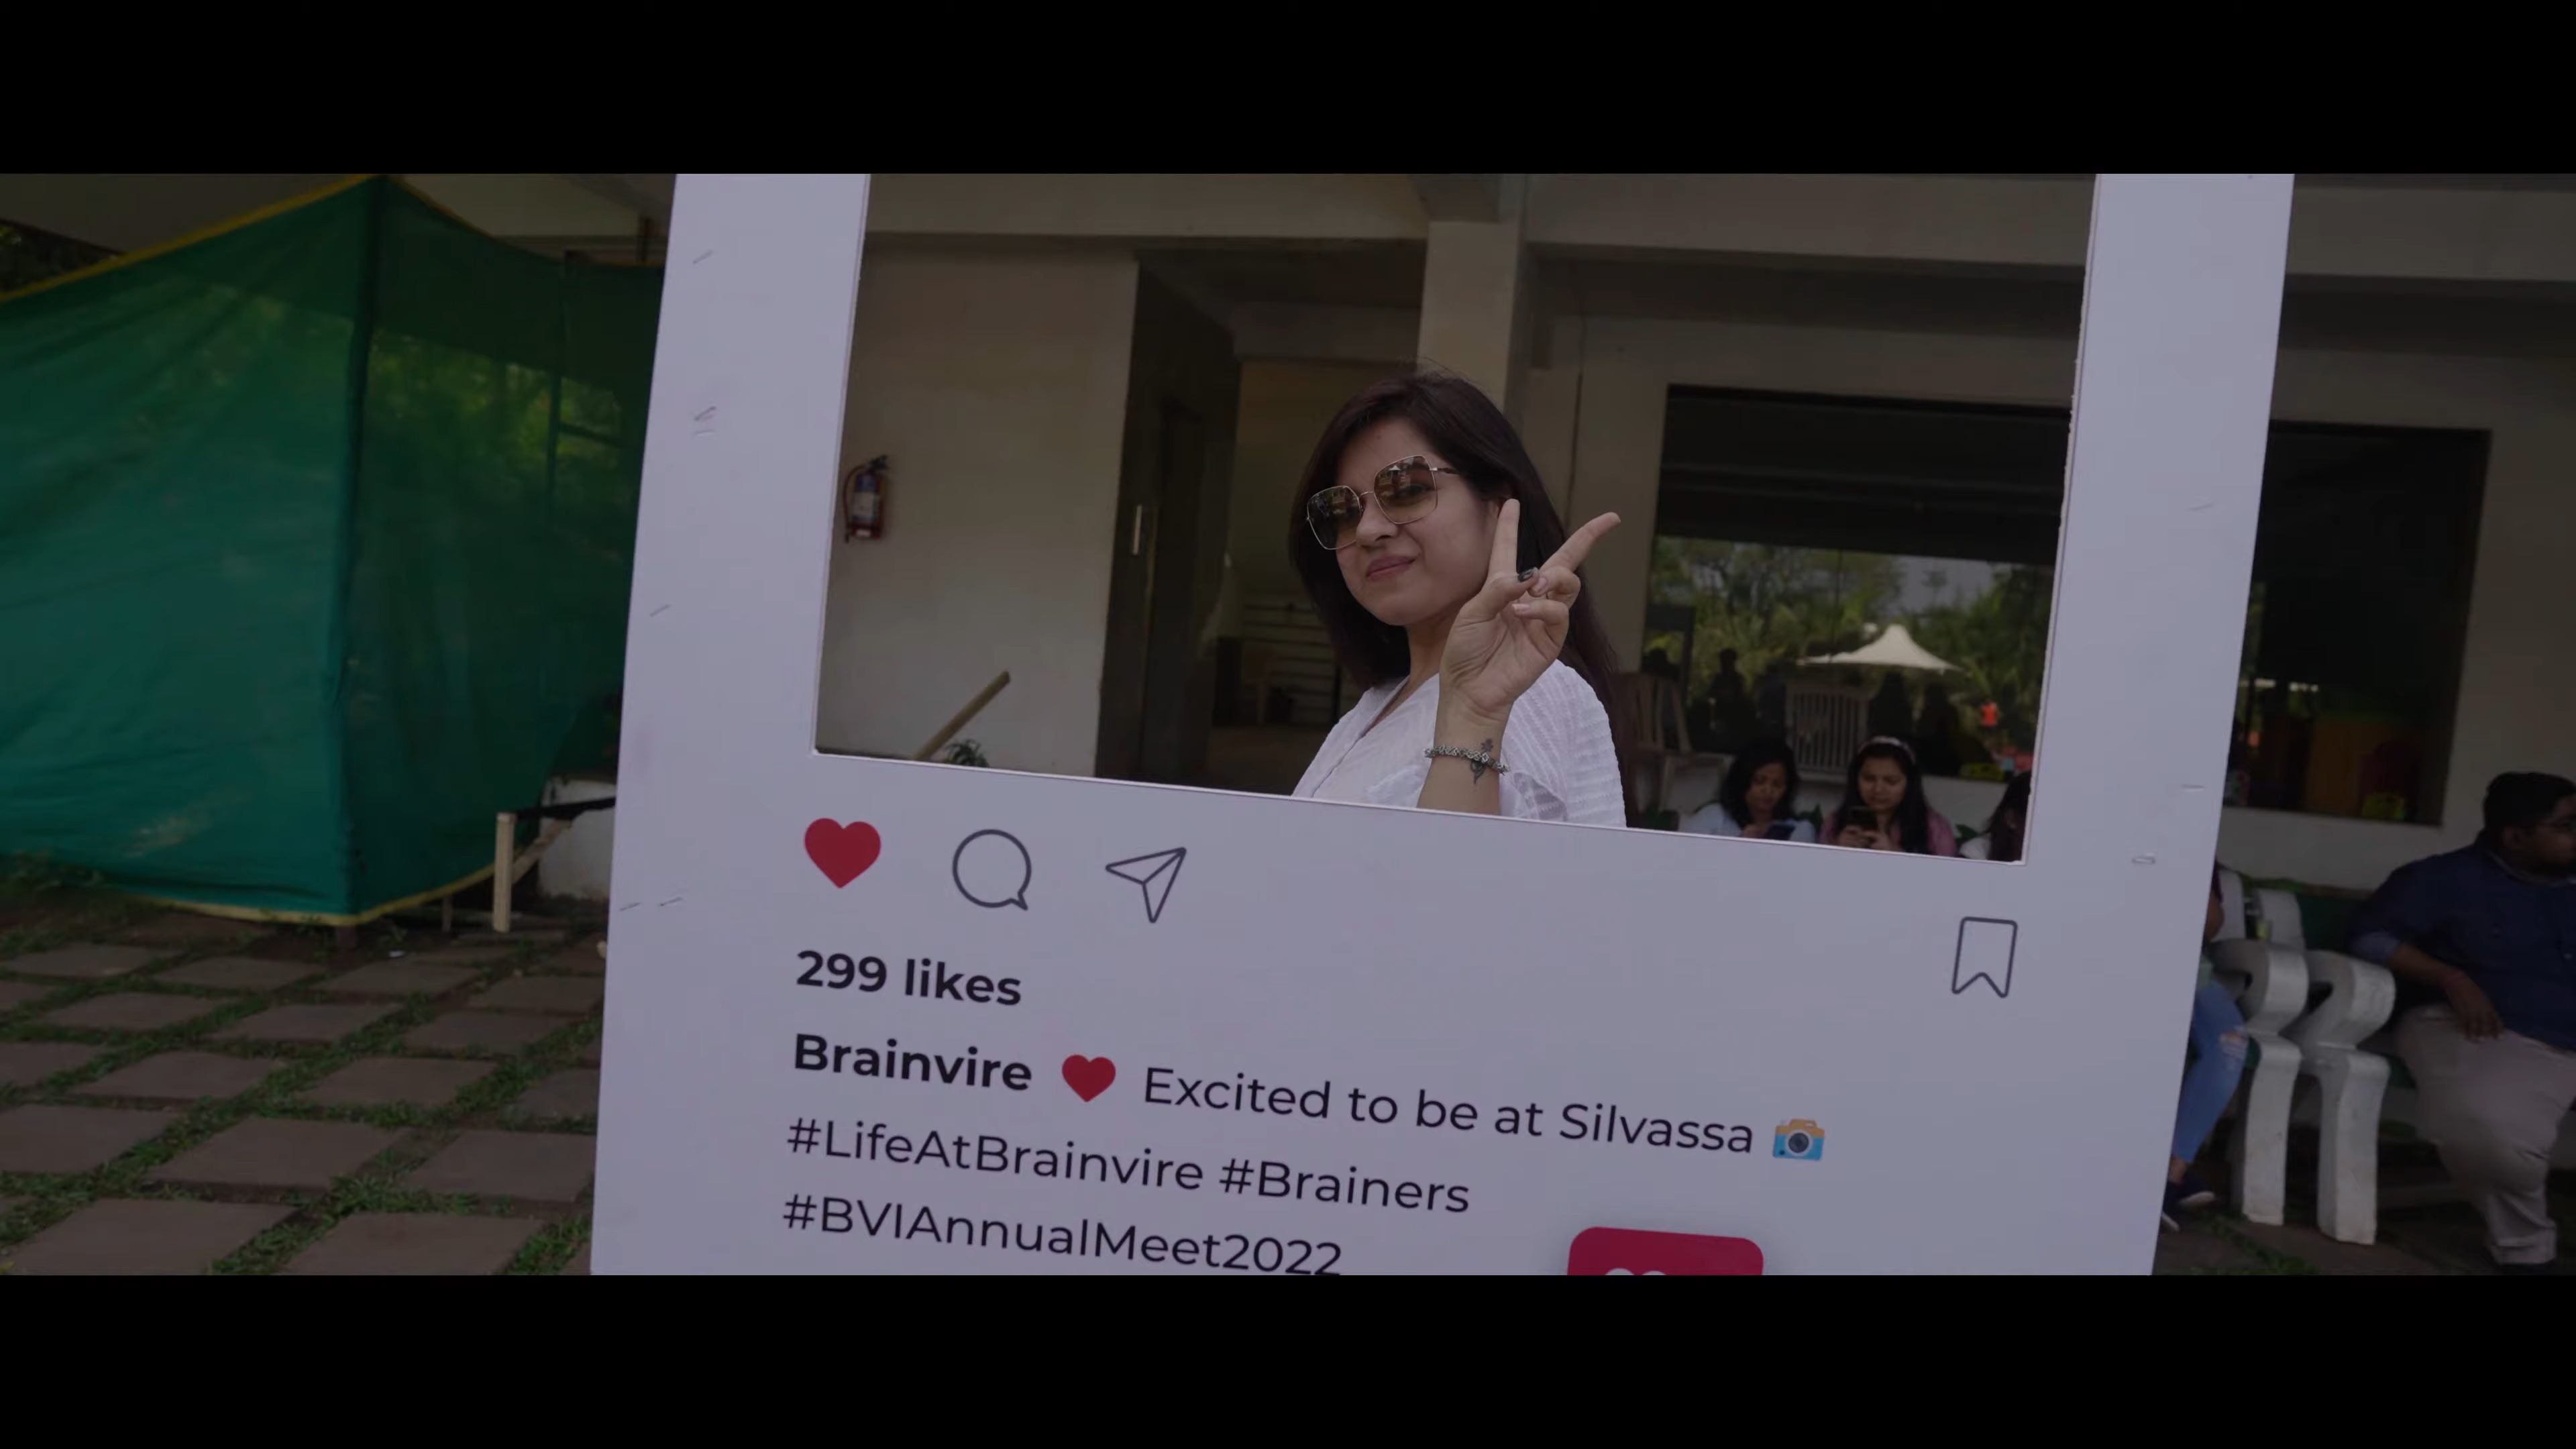 299 likes
Brainvire ❤️ Excited to be at Silvassa 📷
#LifeAtBrainvire #Brainers
#BVIAnnualMeet2022